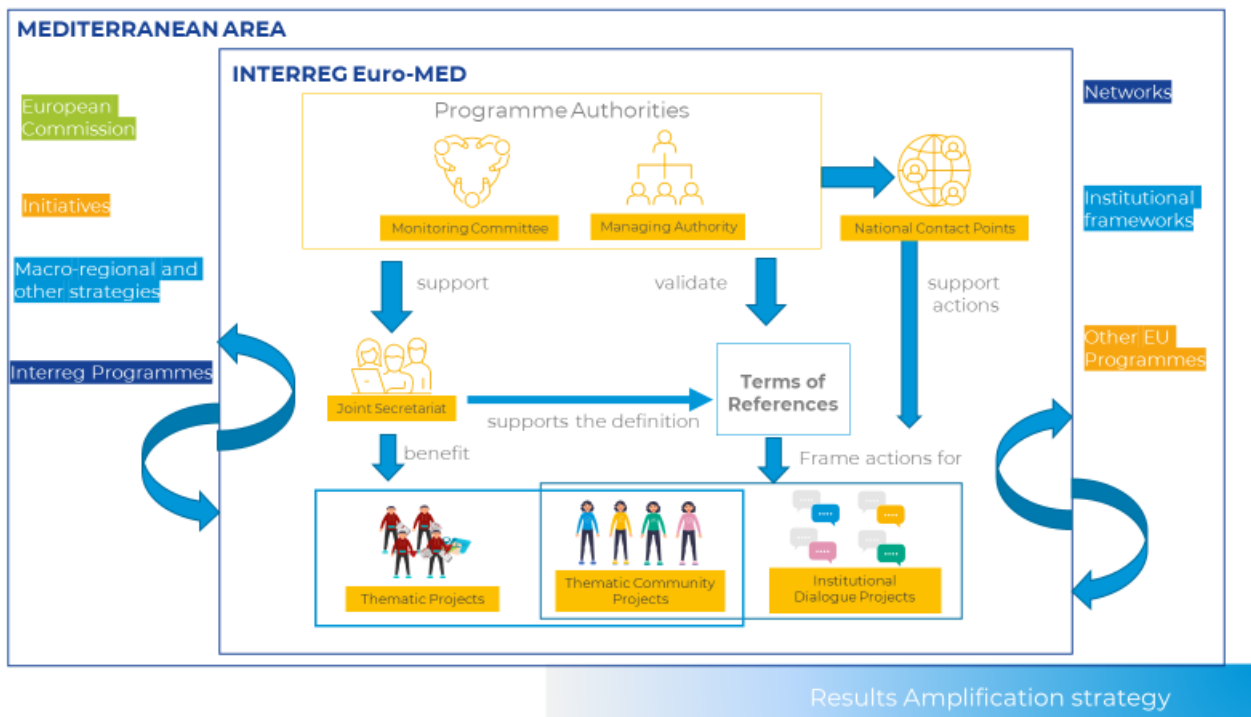 MEDITERRANEAN AREA
INTERREG Euro-MED
European
Commission
Initiatives
Macro-regional and
other strategies
Interreg Programmes
Programme Authorities
Monitoring Committee
Managing Authority
National Contact Points
support
validate
support
actions
Joint Secretariat
supports the definition
Terms of
References
benefit
Frame actions for
Thematic Projects
Thematic Community
Projects
Institutional
Dialogue Projects
Networks
Institutional
frameworks
Other EU
Programmes
Results Amplification strategy